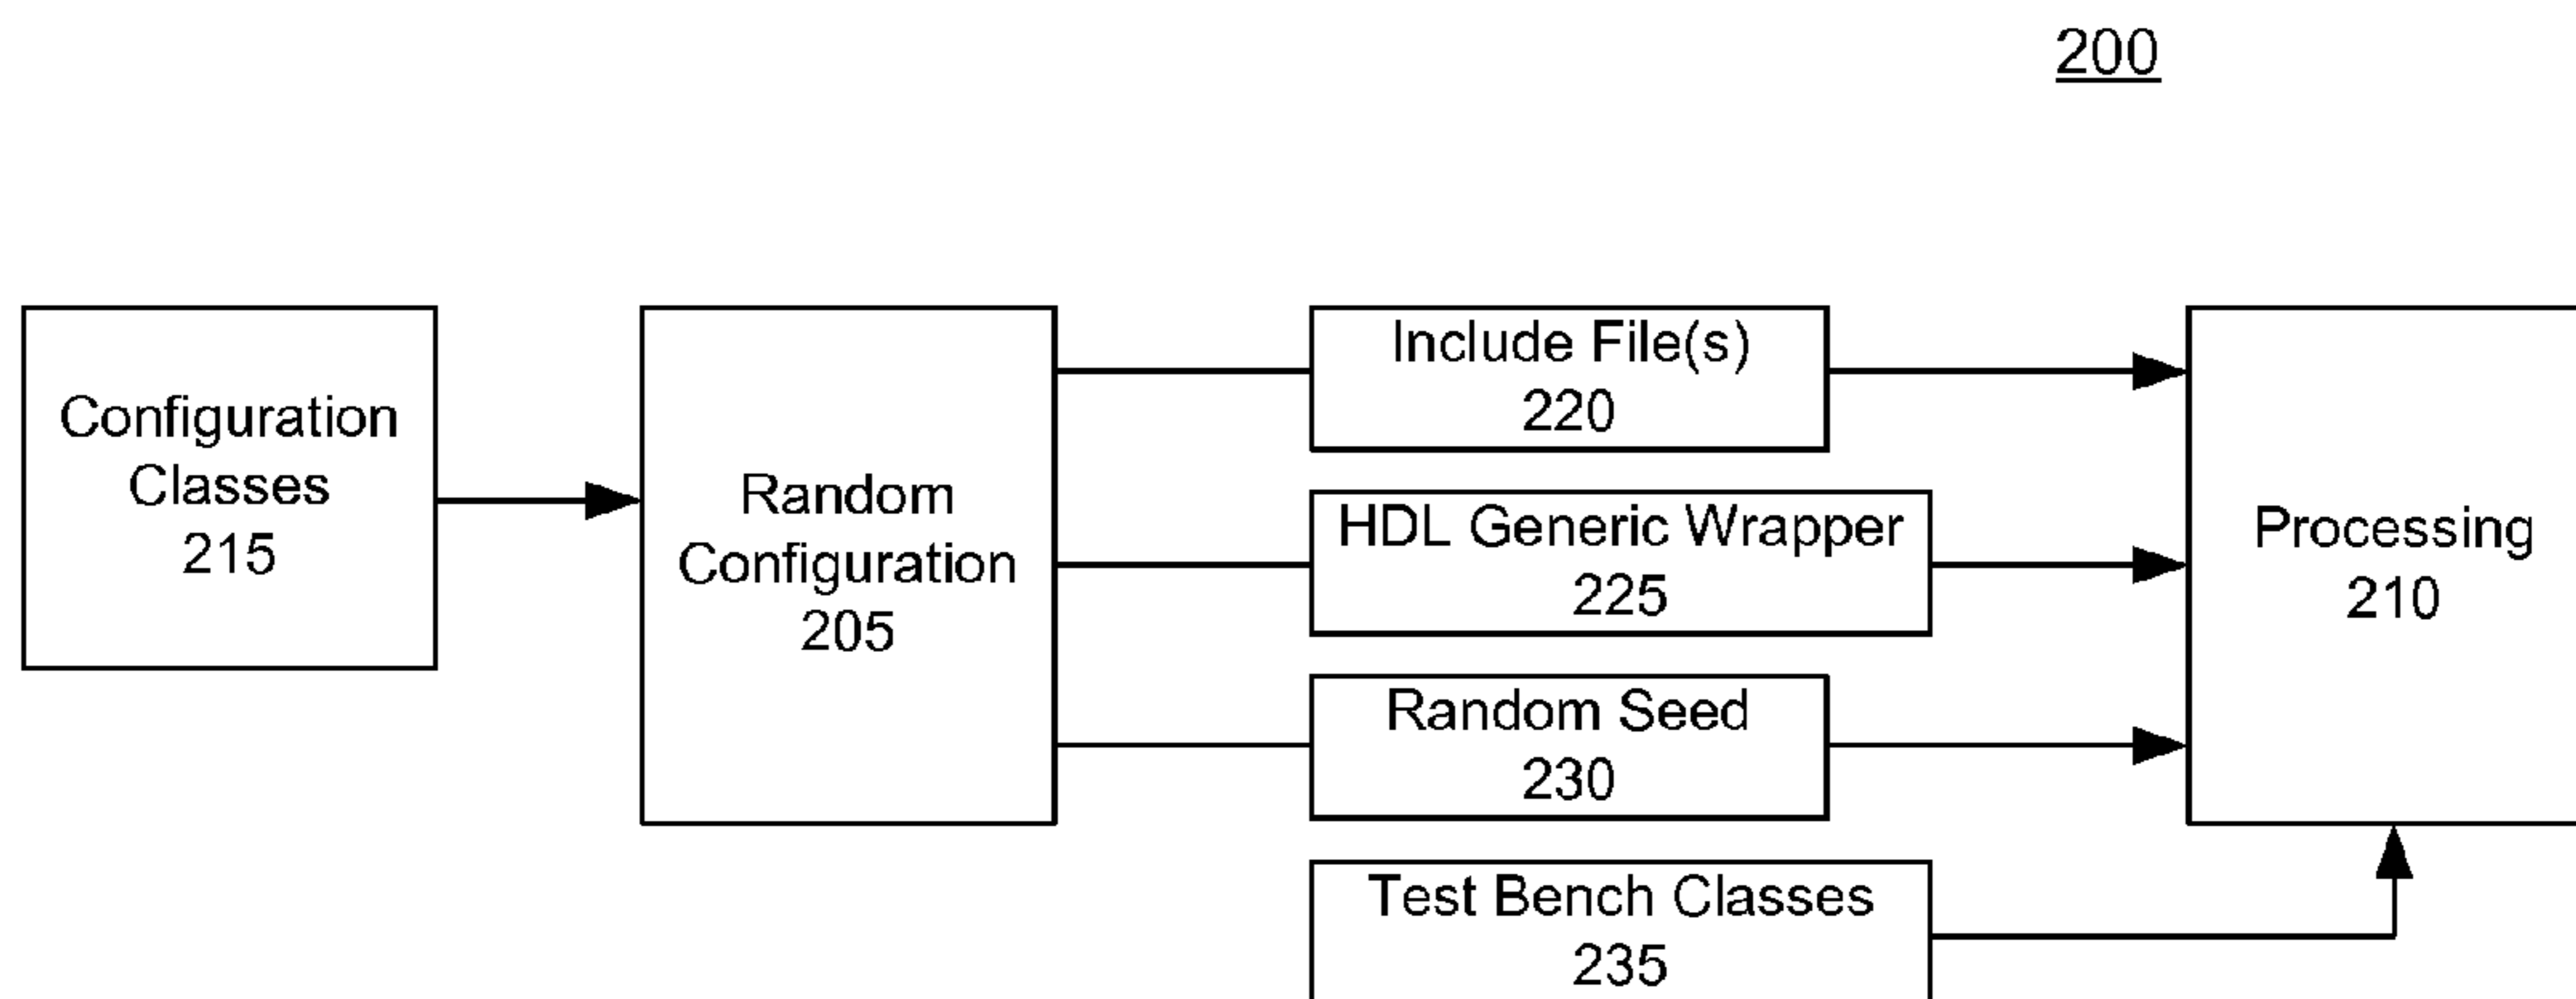 200
Configuration
Classes
215
Random
Configuration
205
Include File(s)
220
HDL Generic Wrapper
225
Random Seed
230
Test Bench Classes
235
Processing
210